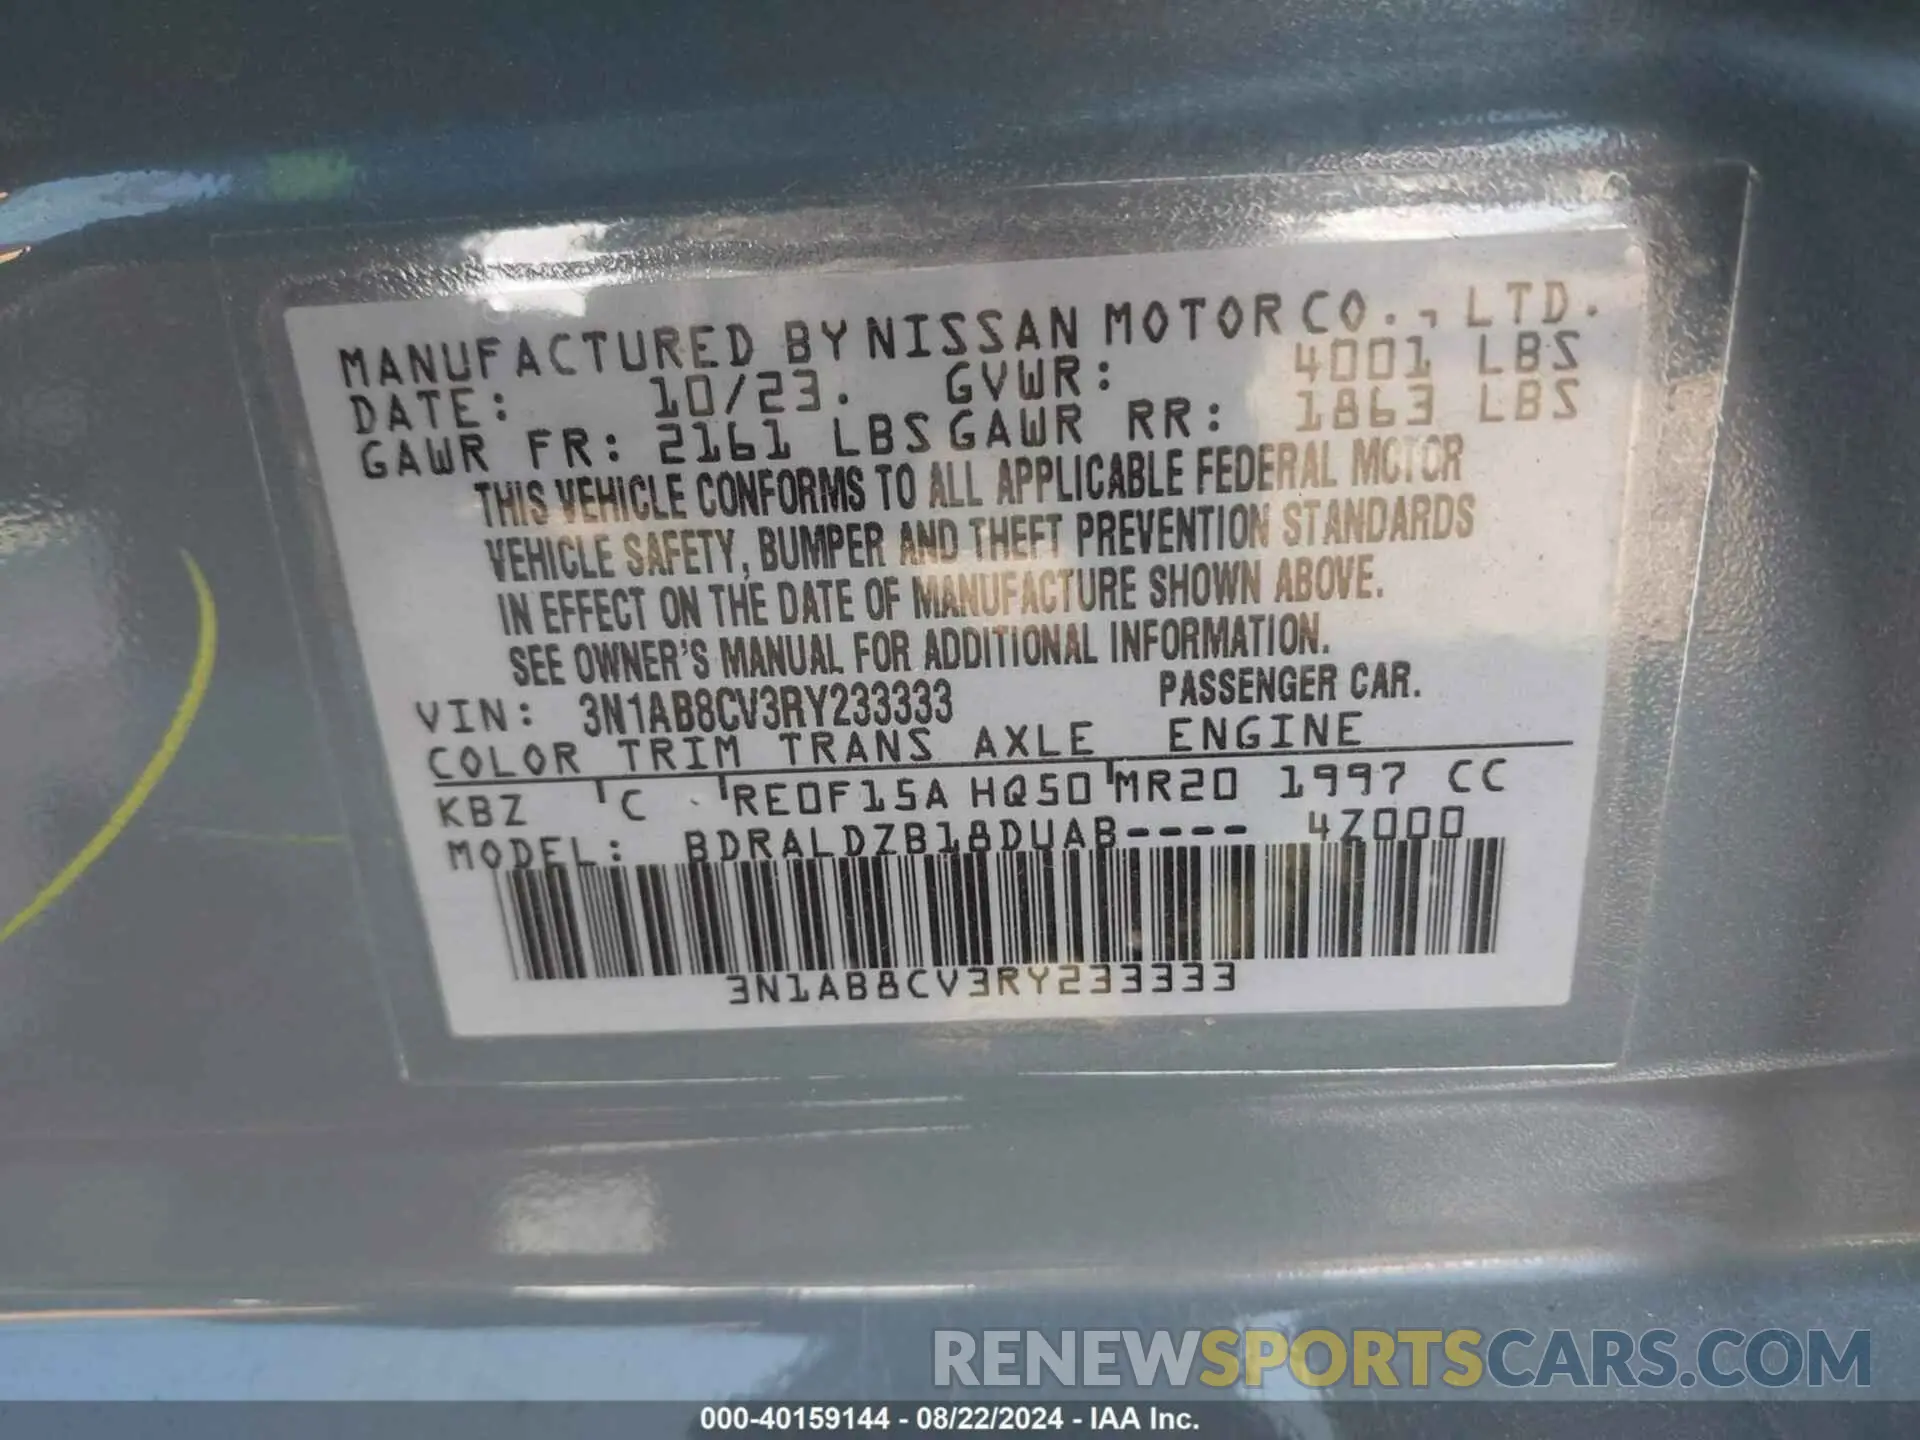 MANUFACTURED BY NISSAN MOTOR CO., LTD.
DATE: 10/23. GVWR: 4001 LBS
GAWR FR: 2161 LBS GAWR RR: 1863 LBS
THIS VEHICLE CONFORMS TO ALL APPLICABLE FEDERAL MOTOR
VEHICLE SAFETY, BUMPER AND THEFT PREVENTION STANDARDS
IN EFFECT ON THE DATE OF MANUFACTURE SHOWN ABOVE.
SEE OWNER'S MANUAL FOR ADDITIONAL INFORMATION.
VIN: 3N1AB8CV3RY233333 PASSENGER CAR.
COLOR TRIM TRANS AXLE ENGINE
KBZ C RE0F15A HQ50 MR20 1997 CC
MODEL: BDRALDZB18DUAB---- 4Z000
3N1AB8CV3RY233333
RENEWSPORTSCARS.COM
000-40159144 - 08/22/2024 - IAA Inc.